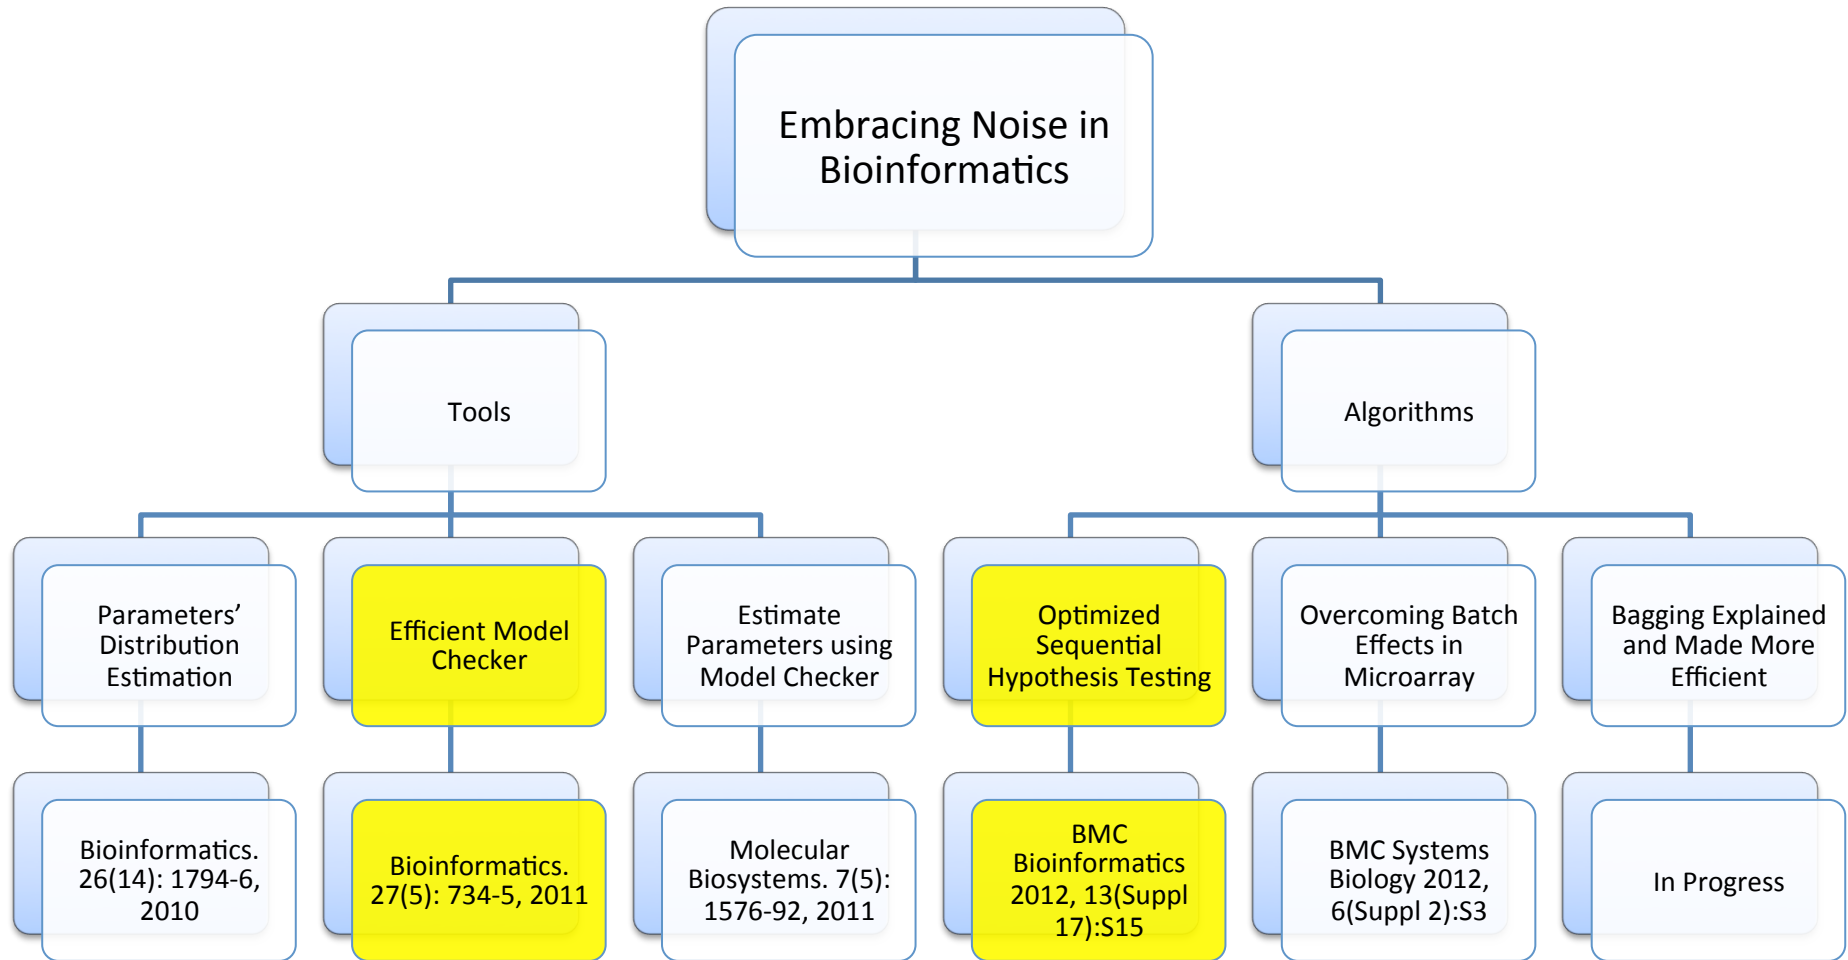 Embracing Noise in
Bioinformatics
Tools
Algorithms
Parameters’
Distribution
Estimation
Efficient Model
Checker
Estimate
Parameters using
Model Checker
Optimized
Sequential
Hypothesis Testing
Overcoming Batch
Effects in
Microarray
Bagging Explained
and Made More
Efficient
Bioinformatics.
26(14): 1794-6,
2010
Bioinformatics.
27(5): 734-5, 2011
Molecular
Biosystems. 7(5):
1576-92, 2011
BMC
Bioinformatics
2012, 13(Suppl
17):S15
BMC Systems
Biology 2012,
6(Suppl 2):S3
In Progress